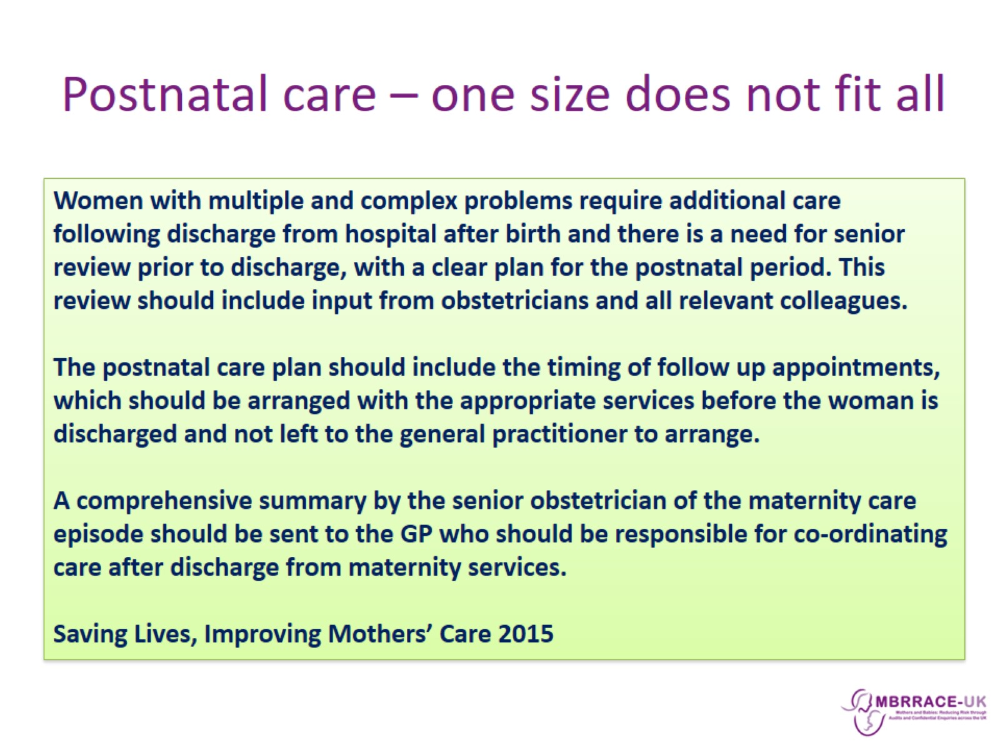 Postnatal care – one size does not fit all
Women with multiple and complex problems require additional care
following discharge from hospital after birth and there is a need for senior
review prior to discharge, with a clear plan for the postnatal period. This
review should include input from obstetricians and all relevant colleagues.
The postnatal care plan should include the timing of follow up appointments,
which should be arranged with the appropriate services before the woman is
discharged and not left to the general practitioner to arrange.
A comprehensive summary by the senior obstetrician of the maternity care
episode should be sent to the GP who should be responsible for co-ordinating
care after discharge from maternity services.
Saving Lives, Improving Mothers’ Care 2015
MBRRACE-UK
Mothers and Babies: Reducing Risk through
Audits and Confidential Enquiries across the UK